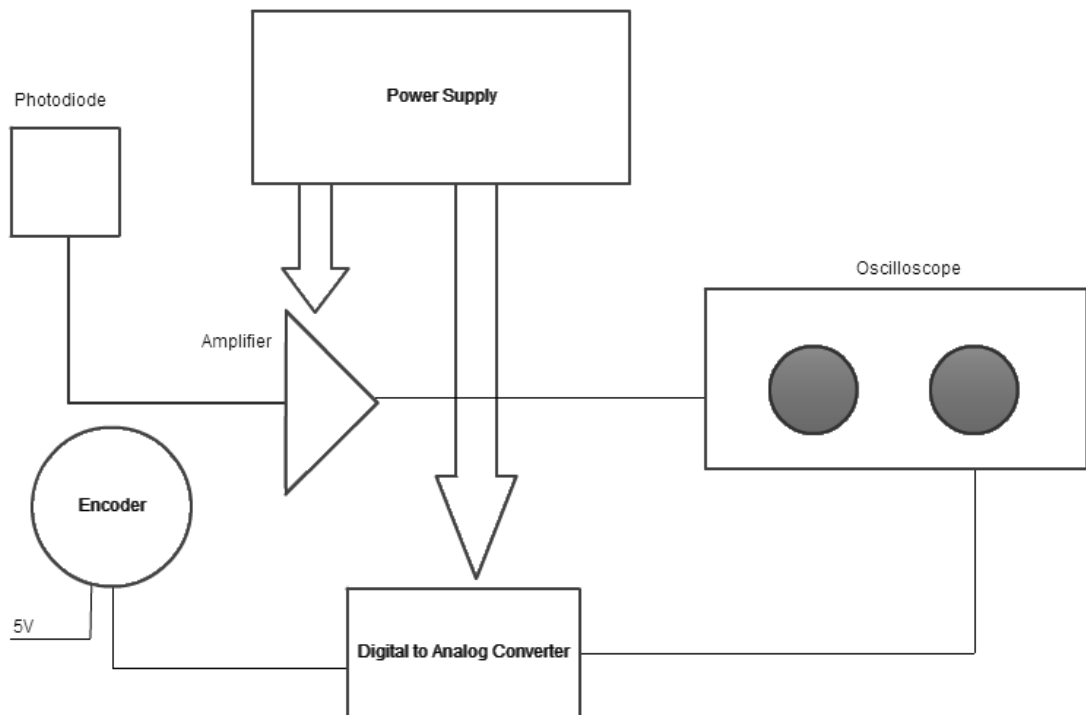 Power Supply
Photodiode
Oscilloscope
Amplifier
Encoder
5V
Digital to Analog Converter